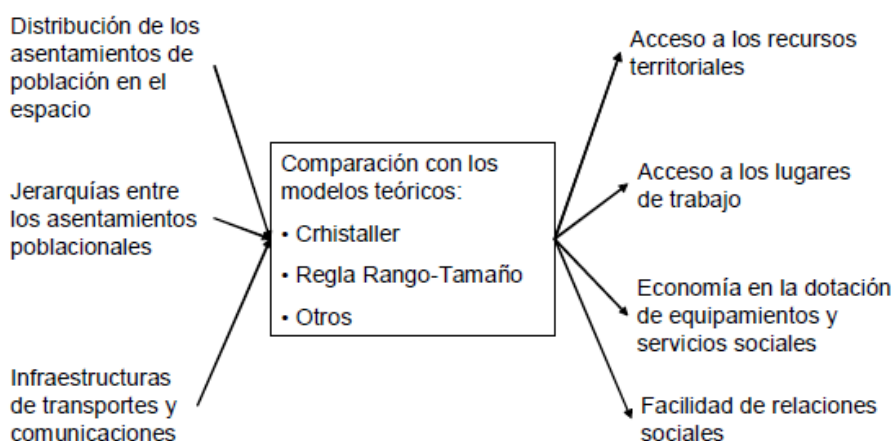 Distribución de los
asentamientos de
población en el
espacio
Jerarquías entre
los asentamientos
poblacionales
Infraestructuras
de transportes y
comunicaciones
Comparación con los
modelos teóricos:
• Crhistaller
• Regla Rango-Tamaño
• Otros
Acceso a los recursos
territoriales
Acceso a los lugares
de trabajo
Economía en la dotación
de equipamientos y
servicios sociales
Facilidad de relaciones
sociales